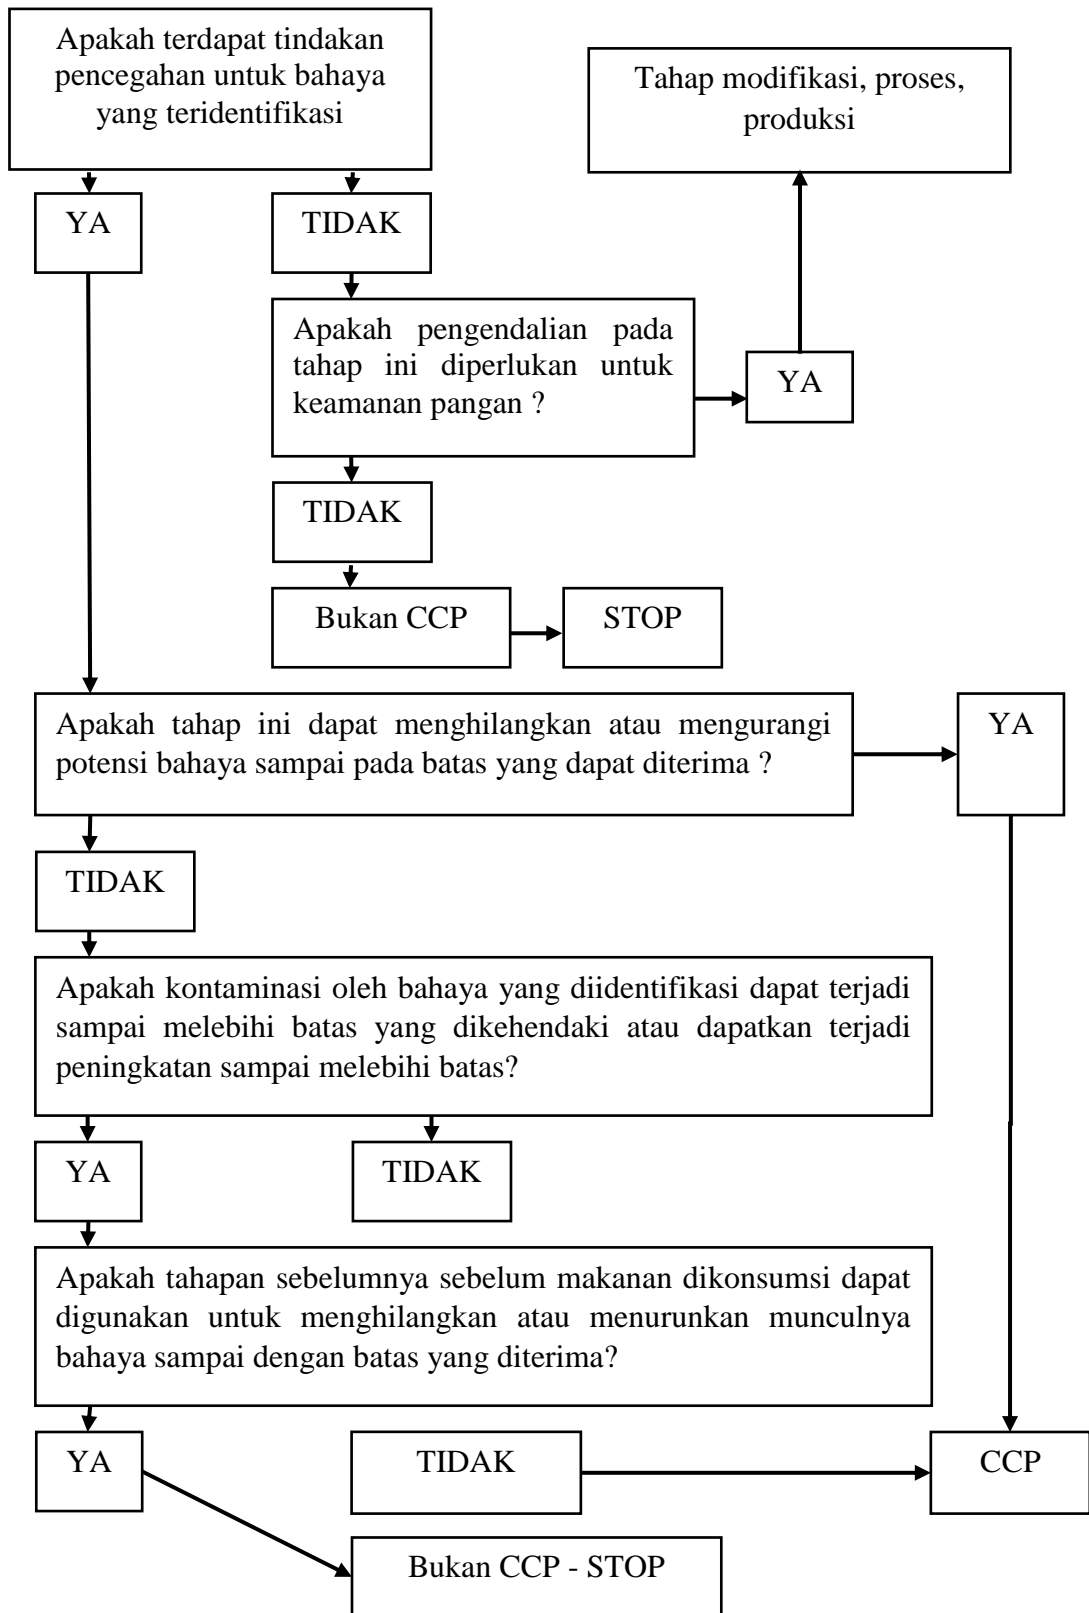 Apakah terdapat tindakan
pencegahan untuk bahaya
yang teridentifikasi
Tahap modifikasi, proses,
produksi
YA
TIDAK
Apakah pengendalian pada
tahap ini diperlukan untuk
keamanan pangan ?
YA
TIDAK
Bukan CCP
STOP
Apakah tahap ini dapat menghilangkan atau mengurangi
potensi bahaya sampai pada batas yang dapat diterima ?
YA
TIDAK
Apakah kontaminasi oleh bahaya yang diidentifikasi dapat terjadi
sampai melebihi batas yang dikehendaki atau dapatkan terjadi
peningkatan sampai melebihi batas?
YA
TIDAK
Apakah tahapan sebelumnya sebelum makanan dikonsumsi dapat
digunakan untuk menghilangkan atau menurunkan munculnya
bahaya sampai dengan batas yang diterima?
YA
TIDAK
CCP
Bukan CCP - STOP